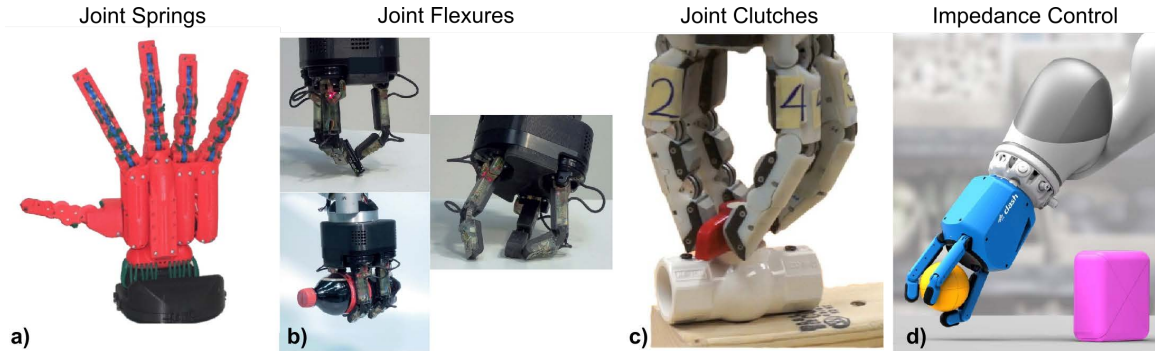 Joint Springs
Joint Flexures
Joint Clutches
Impedance Control
2
4
clash
a)
b)
c)
d)